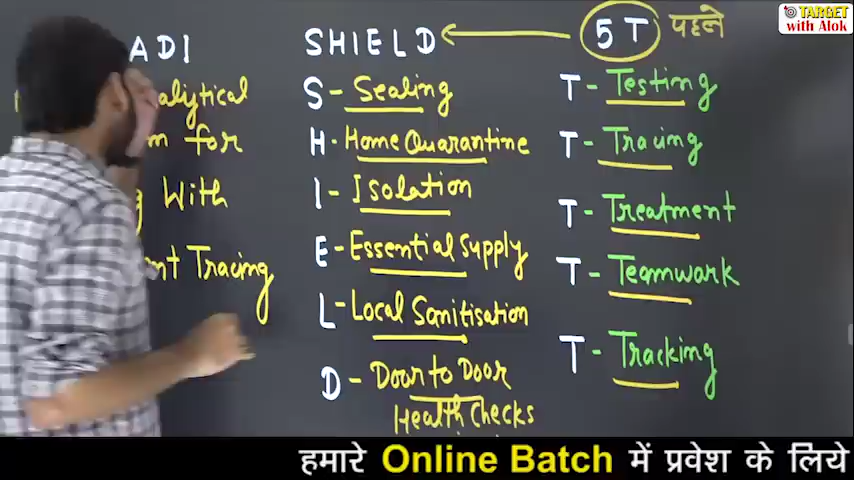 TARGET
with Alok
ADI
alytical
m for
With
nt Tracing
SHIELD
S - Sealing
H - Home Quarantine
I - Isolation
E - Essential Supply
L - Local Sanitisation
D - Door to Door
Health Checks
5T पहले
T - Testing
T - Tracing
T - Treatment
T - Teamwork
T - Tracking
हमारे Online Batch में प्रवेश के लिये